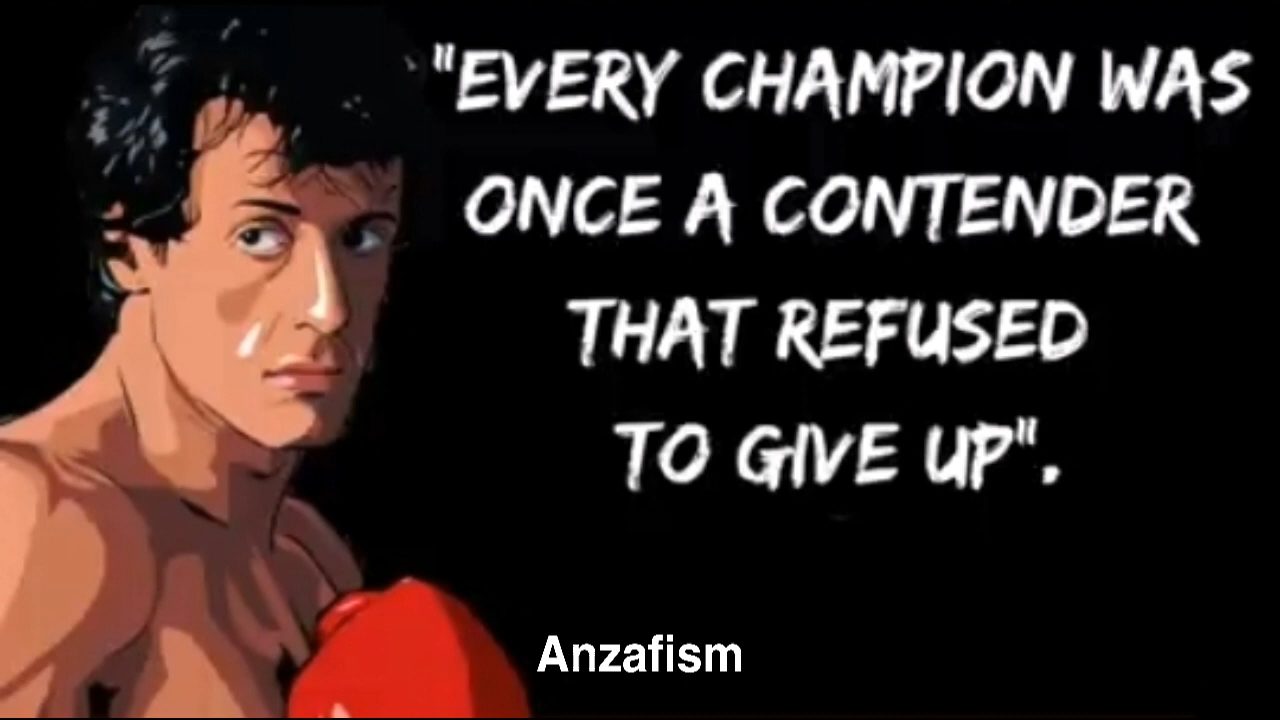 "EVERY CHAMPION WAS
ONCE A CONTENDER
THAT REFUSED
TO GIVE UP".
Anzafism